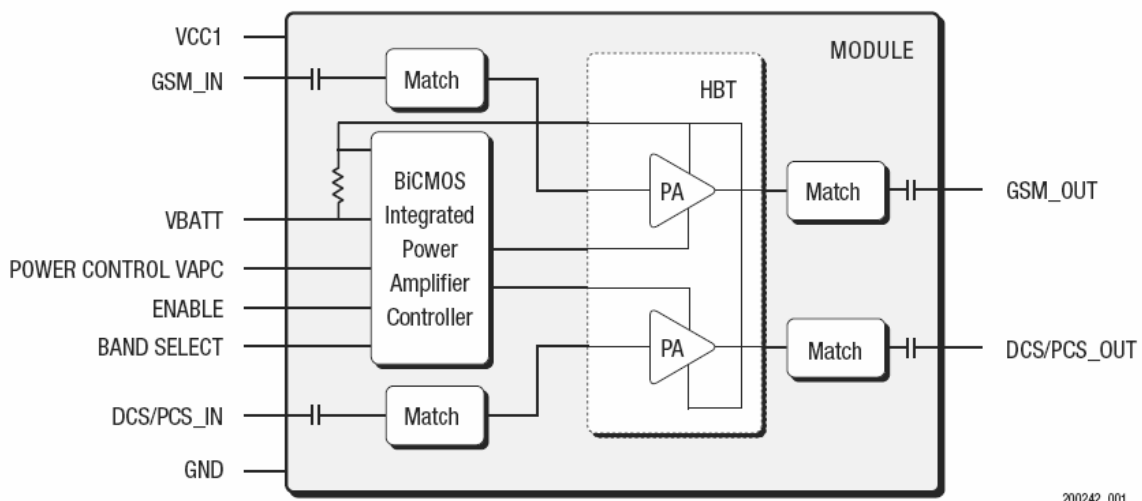 VCC1
MODULE
GSM_IN
Match
HBT
BiCMOS
Integrated
Power
Amplifier
Controller
PA
Match
GSM_OUT
VBATT
POWER CONTROL VAPC
ENABLE
BAND SELECT
PA
Match
DCS/PCS_OUT
DCS/PCS_IN
Match
GND
200242_001